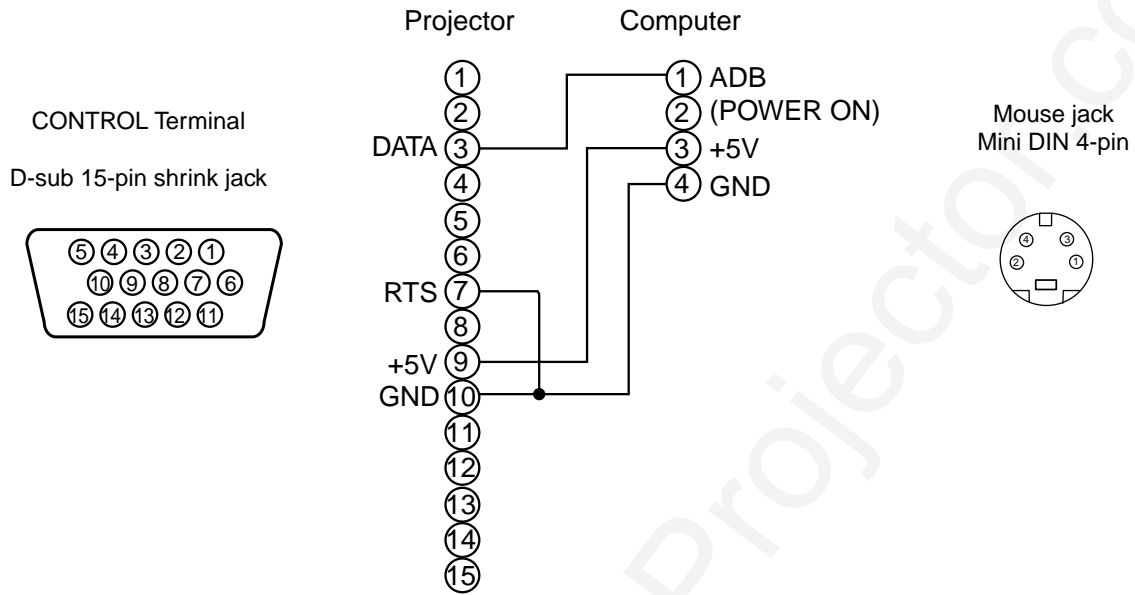 Projector Computer
CONTROL Terminal
D-sub 15-pin shrink jack
5 4 3 2 1
10 9 8 7 6
15 14 13 12 11
1
2
DATA 3
4
5
6
RTS 7
8
+5V 9
GND 10
11
12
13
14
15
1 ADB
2 (POWER ON)
3 +5V
4 GND
Mouse jack
Mini DIN 4-pin
4 3
2 1
Projector co